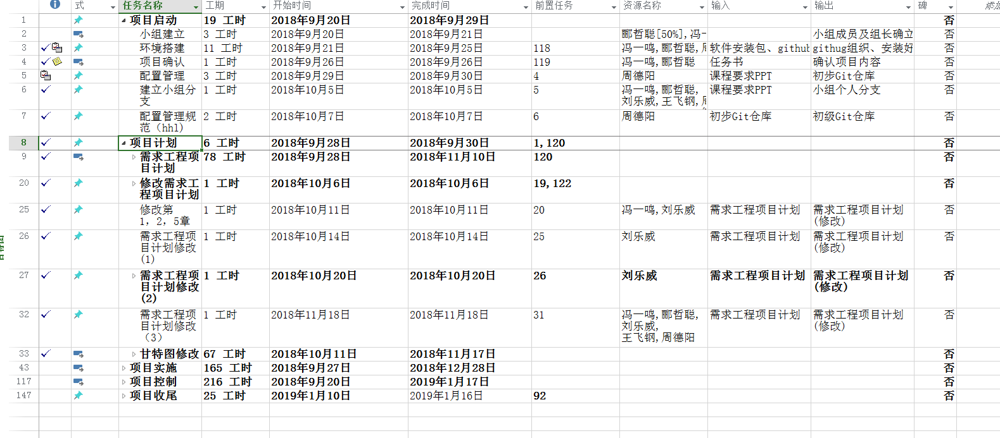 式 任务名称 工期 开始时间 完成时间 前置任务 资源名称 输入 输出 碑
1 项目启动 19 工时 2018年9月20日 2018年9月29日 否
2 小组建立 3 工时 2018年9月20日 2018年9月21日 郦哲聪[50%],冯一 小组成员及组长确立 否
3 环境搭建 11 工时 2018年9月21日 2018年9月25日 118 冯一鸣,郦哲聪,周 软件安装包、github githug组织、安装好 否
4 项目确认 1 工时 2018年9月26日 2018年9月26日 119 冯一鸣,郦哲聪 任务书 确认项目内容 否
5 配置管理 3 工时 2018年9月29日 2018年9月30日 4 周德阳 课程要求PPT 初步Git仓库 否
6 建立小组分 1 工时 2018年10月5日 2018年10月5日 5 冯一鸣,郦哲聪, 课程要求PPT 小组个人分支 否
支 刘乐威,王飞钢,周
7 配置管理规 2 工时 2018年10月7日 2018年10月7日 6 周德阳 初步Git仓库 初级Git仓库 否
范（hhl）
8 项目计划 6 工时 2018年9月28日 2018年9月30日 1,120 否
9 需求工程项 78 工时 2018年9月28日 2018年11月10日 120 否
目计划
20 修改需求工 1 工时 2018年10月6日 2018年10月6日 19,122 否
程项目计划
25 修改第 1 工时 2018年10月11日 2018年10月11日 20 冯一鸣,刘乐威 需求工程项目计划 需求工程项目计划 否
1，2，5章 (修改)
26 需求工程项 1 工时 2018年10月14日 2018年10月14日 25 刘乐威 需求工程项目计划 需求工程项目计划 否
目计划修改 (修改)
(1)
27 需求工程项 1 工时 2018年10月20日 2018年10月20日 26 刘乐威 需求工程项目计划 需求工程项目计划 否
目计划修改 (修改)
(2)
32 需求工程项 1 工时 2018年11月18日 2018年11月18日 31 冯一鸣,郦哲聪, 需求工程项目计划 需求工程项目计划 否
目计划修改 刘乐威, (修改)
（3） 王飞钢,周德阳
33 甘特图修改 67 工时 2018年10月11日 2018年11月17日 否
43 项目实施 165 工时 2018年9月27日 2018年12月28日 否
117 项目控制 216 工时 2018年9月20日 2019年1月17日 否
147 项目收尾 25 工时 2019年1月10日 2019年1月16日 92 否